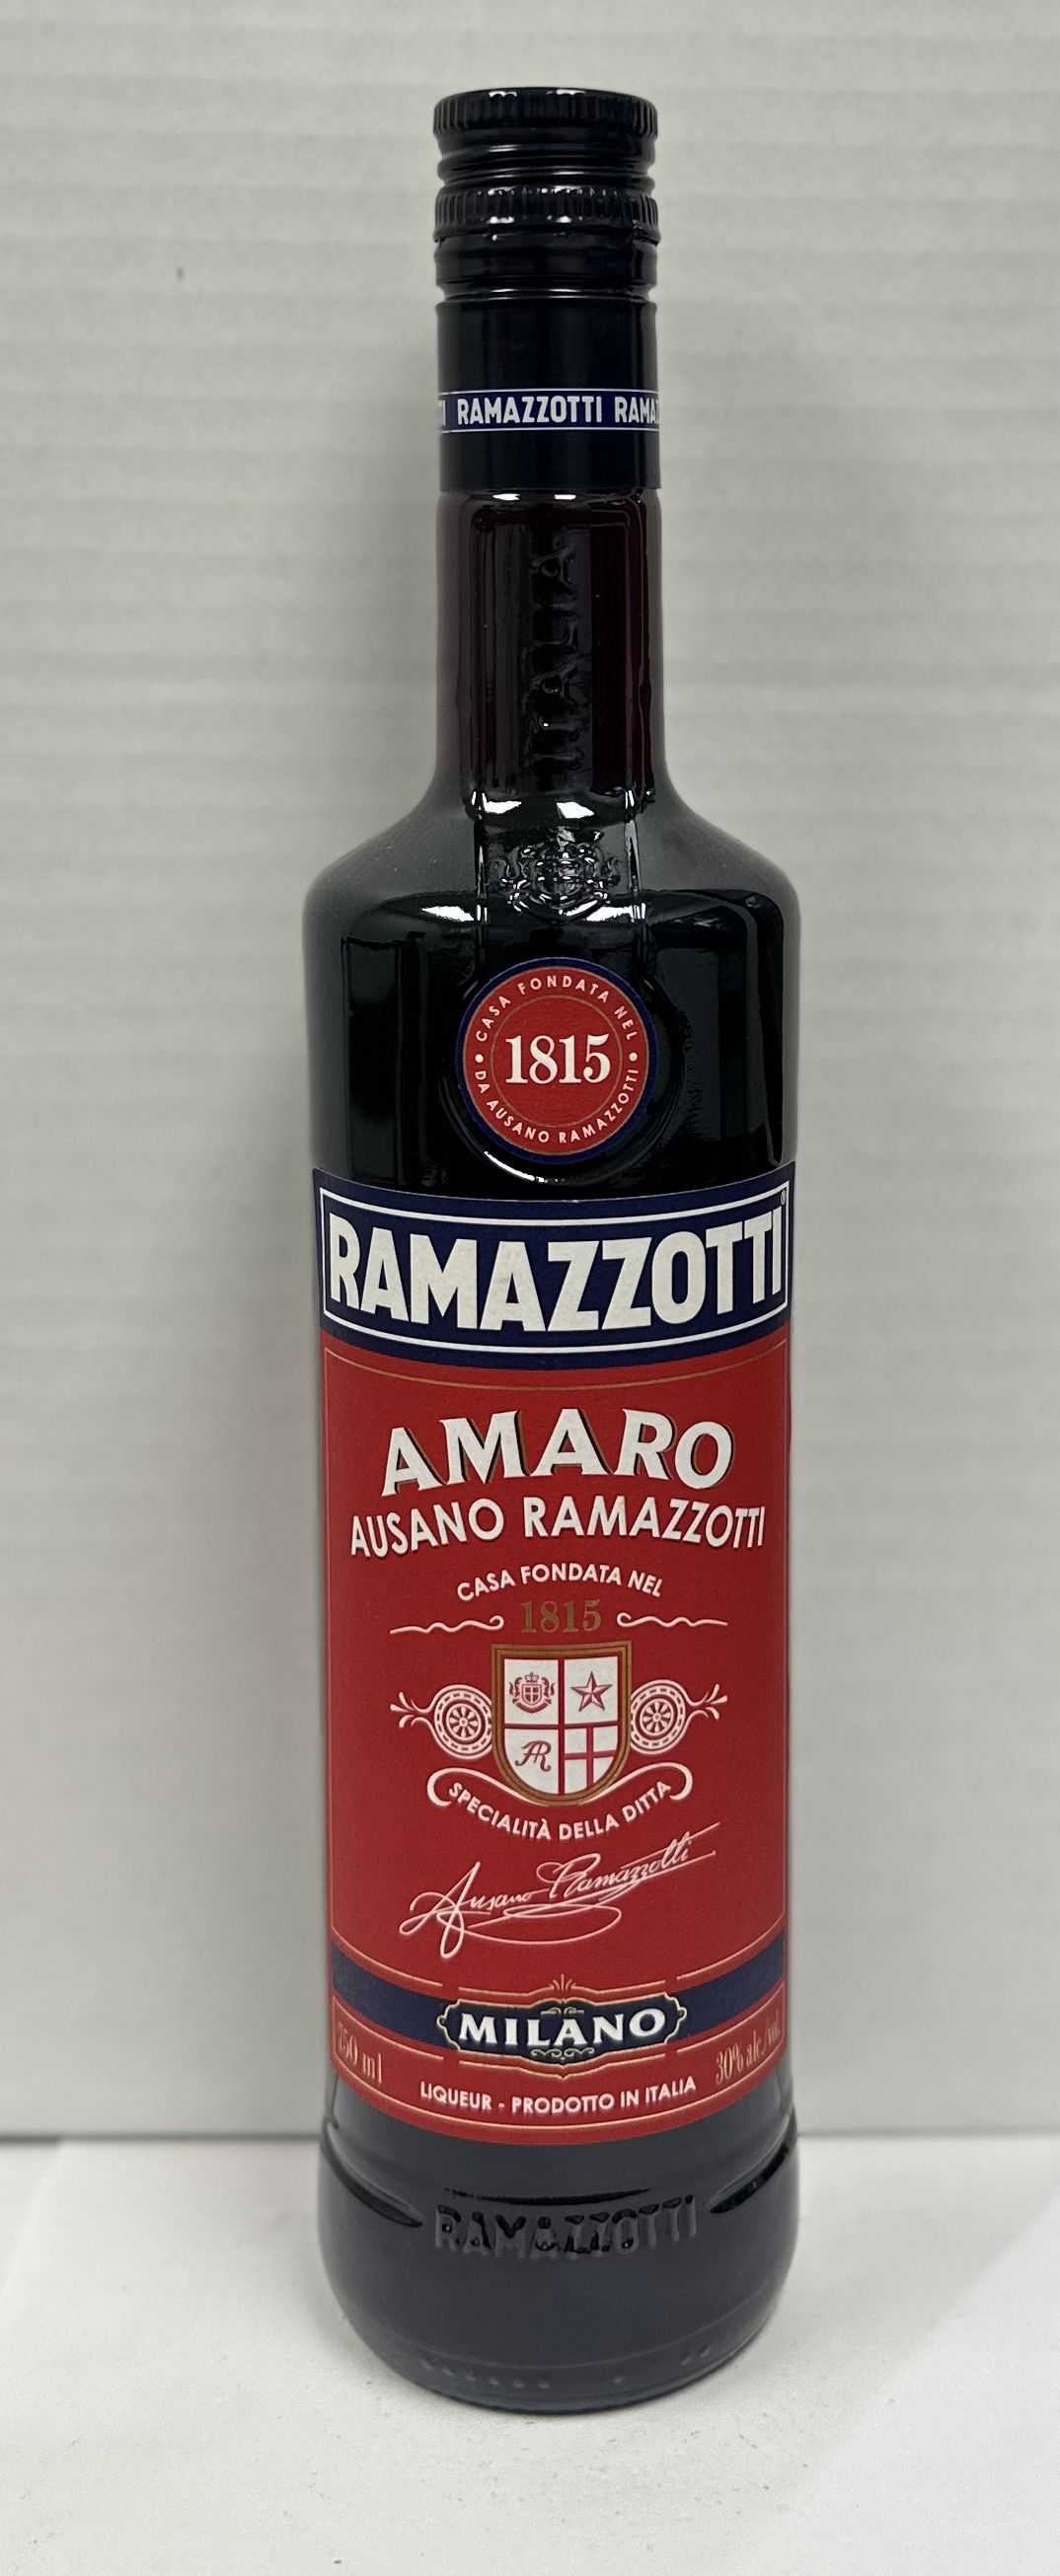 RAMAZZOTTI
ITALIA
CASA FONDATA NEL
1815
DA AUSANO RAMAZZOTTI
RAMAZZOTTI®
AMARO
AUSANO RAMAZZOTTI
CASA FONDATA NEL
1815
AR
SPECIALITÀ DELLA DITTA
Ausano Ramazzotti
MILANO
750 ml 30% alc./vol.
LIQUEUR - PRODOTTO IN ITALIA
RAMAZZOTTI